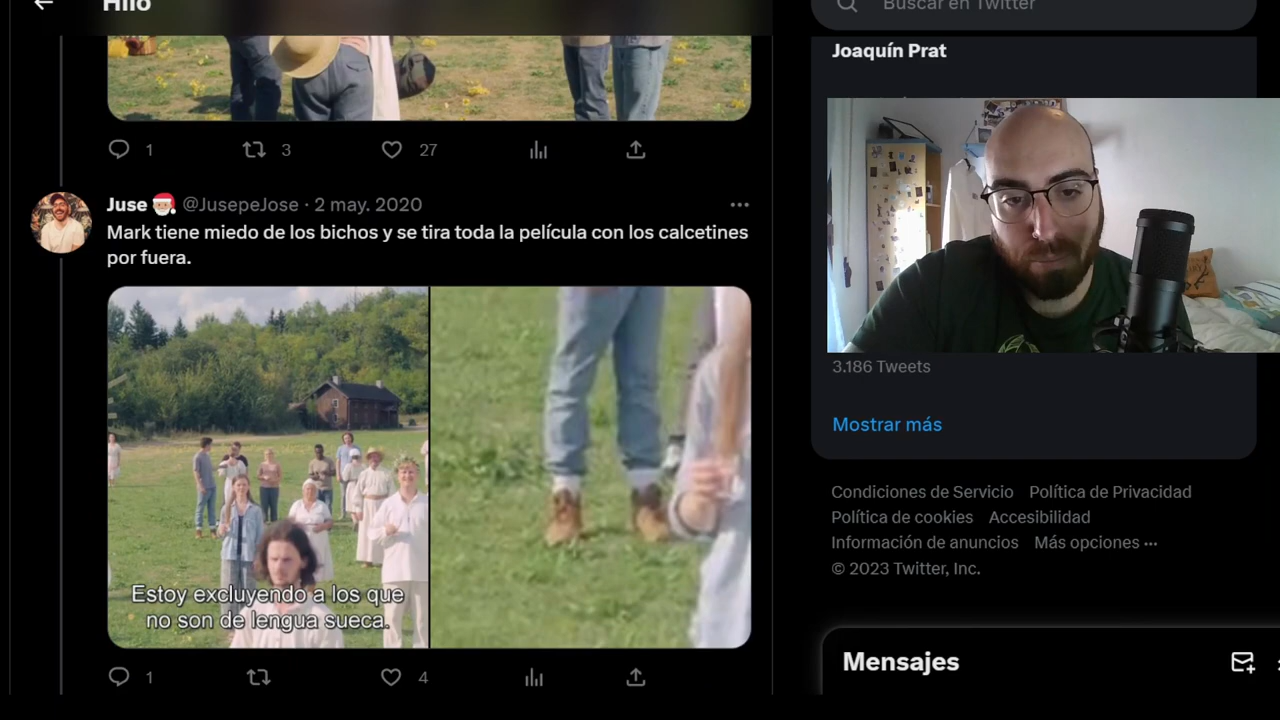 Hilo
Buscar en Twitter
Joaquín Prat
1
3
27
Juse @JusepeJose · 2 may. 2020
Mark tiene miedo de los bichos y se tira toda la película con los calcetines
por fuera.
Estoy excluyendo a los que
no son de lengua sueca.
1
4
3.186 Tweets
Mostrar más
Condiciones de Servicio Política de Privacidad
Política de cookies Accesibilidad
Información de anuncios Más opciones ···
© 2023 Twitter, Inc.
Mensajes